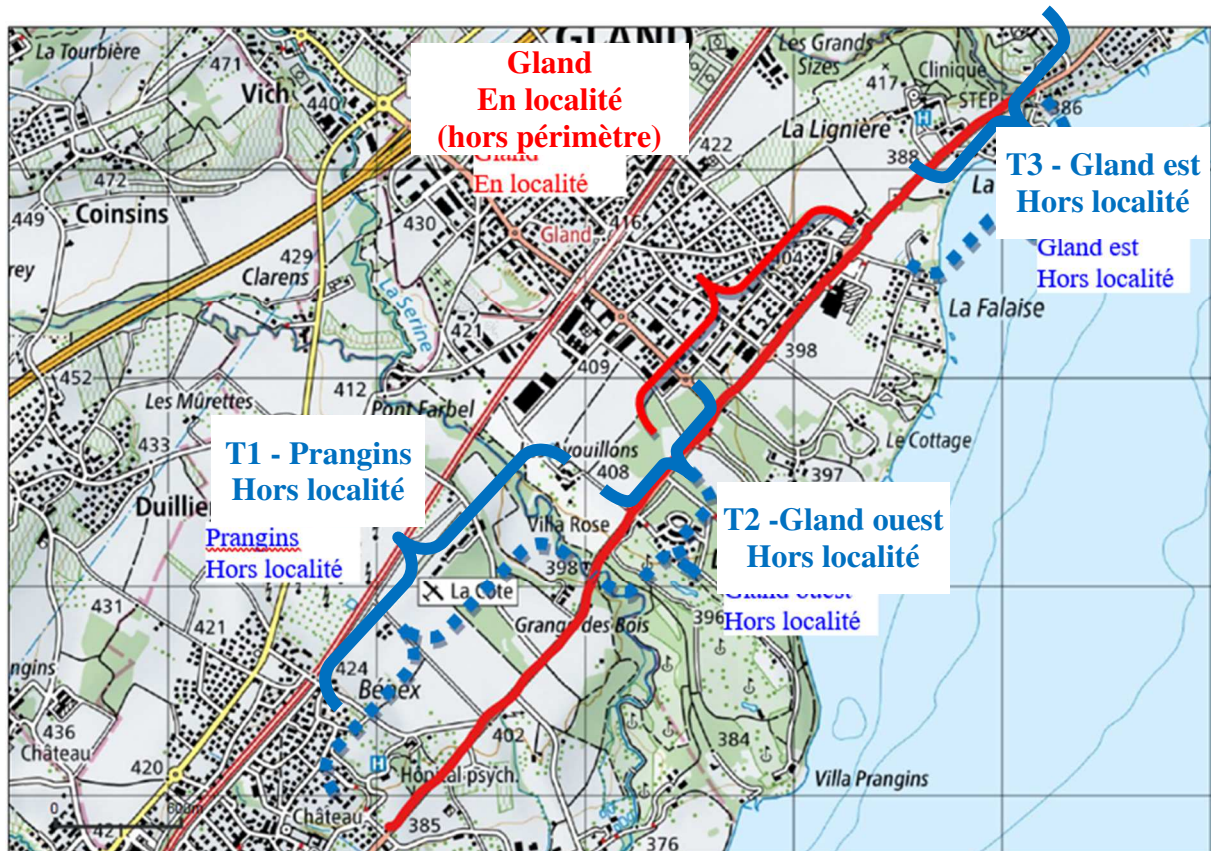 GLAND
La Tourbière
471
Vich
440
Gland
En localité
(hors périmètre)
En localité
Les Grands
Sizes
417
Clinique
STEP
386
La Lignière
388
422
T3 - Gland est
Hors localité
Gland est
Hors localité
La
472
449
Coinsins
430
Gland
416
404
429
Clarens
La Serine
421
La Falaise
398
409
412
452
Les Mûrettes
Pont Farbel
433
Le Cottage
397
408
T1 - Prangins
Hors localité
Prangins
Hors localité
Villa Rose
T2 -Gland ouest
Hors localité
Gland ouest
Hors localité
398
La Côte
431
421
Grange des Bois
396
424
Bénex
436
Château
420
402
384
Hôpital psych.
Villa Prangins
0
Château
385
421
376